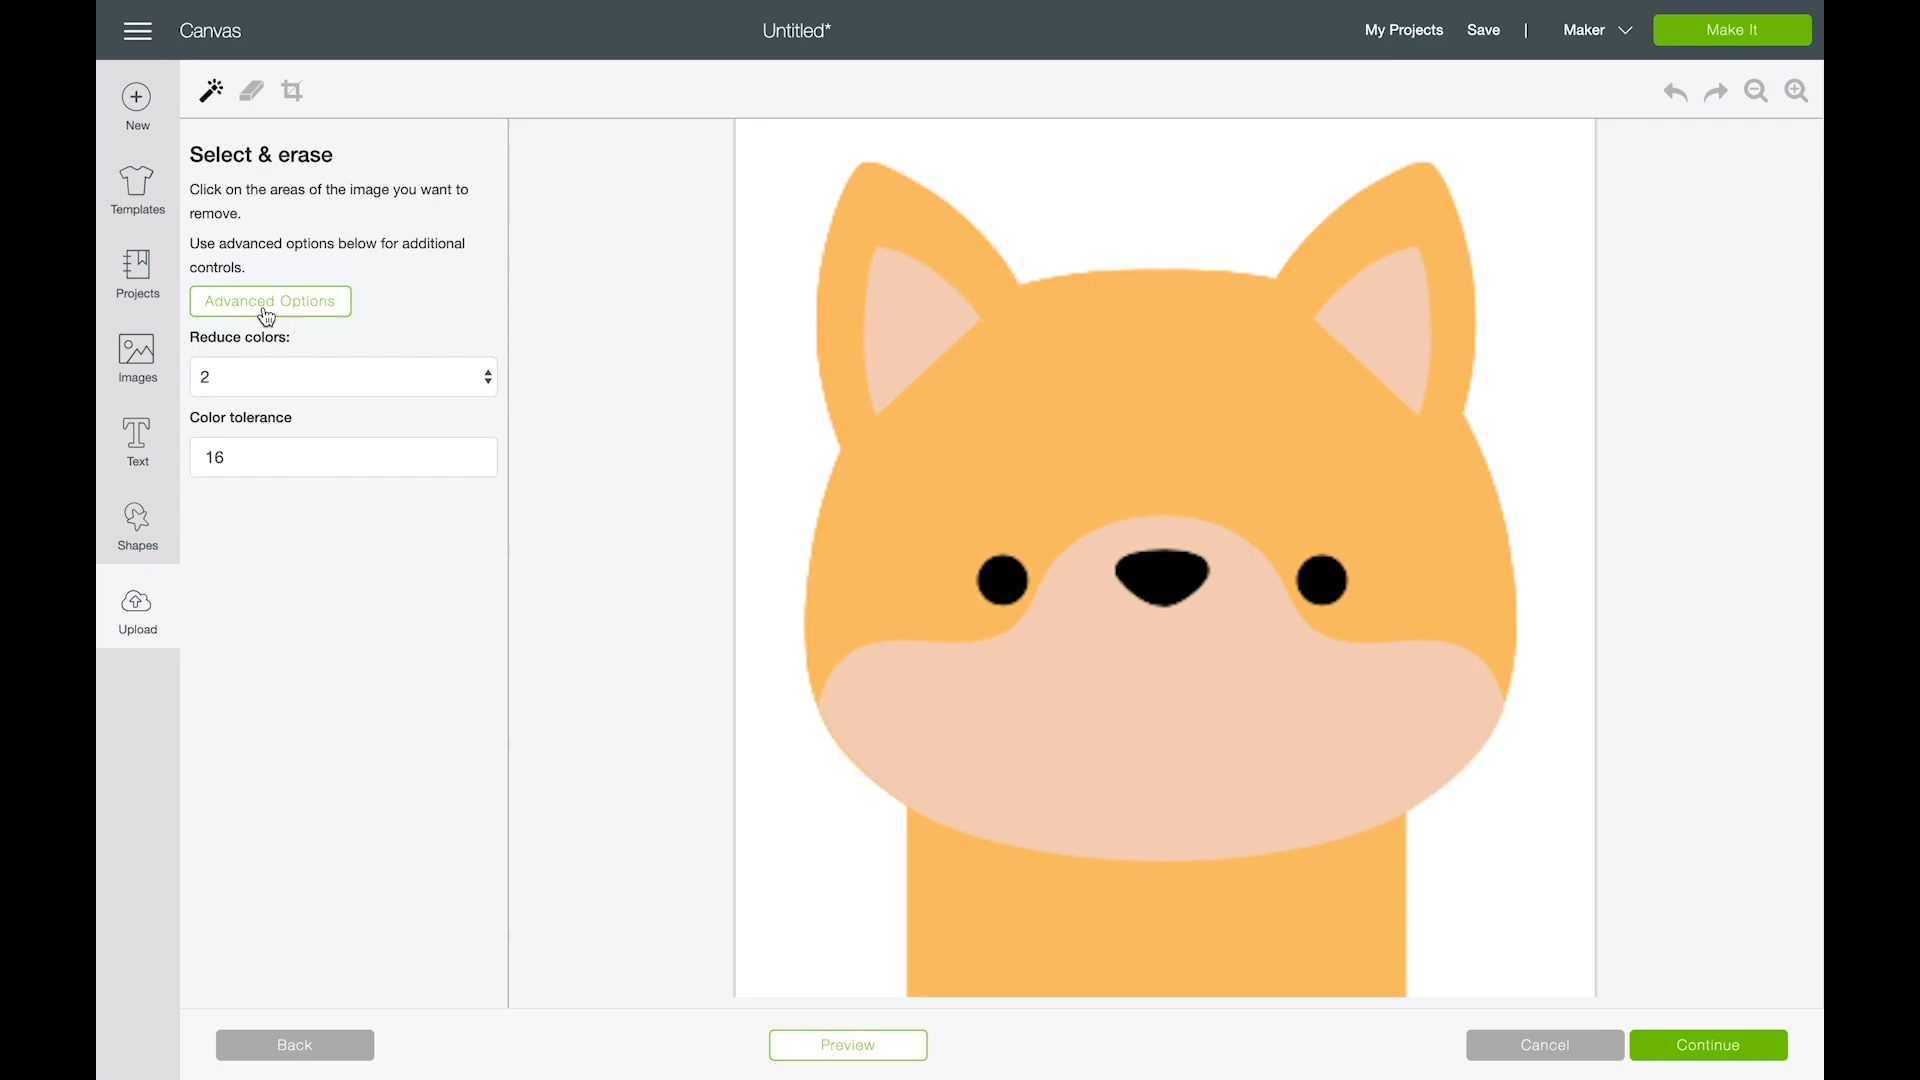 Canvas
Untitled*
My Projects
Save
|
Maker
Make It
New
Templates
Projects
Images
Text
Shapes
Upload
Select & erase
Click on the areas of the image you want to
remove.
Use advanced options below for additional
controls.
Advanced Options
Reduce colors:
2
Color tolerance
16
Back
Preview
Cancel
Continue